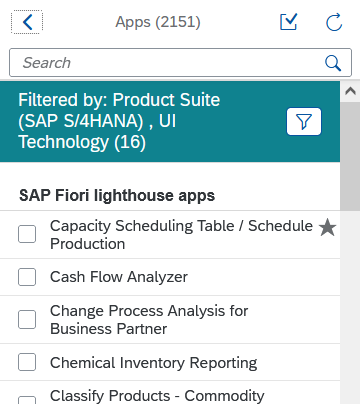 Apps (2151)
Search
Filtered by: Product Suite
(SAP S/4HANA) , UI
Technology (16)
SAP Fiori lighthouse apps
Capacity Scheduling Table / Schedule
Production
Cash Flow Analyzer
Change Process Analysis for
Business Partner
Chemical Inventory Reporting
Classify Products - Commodity